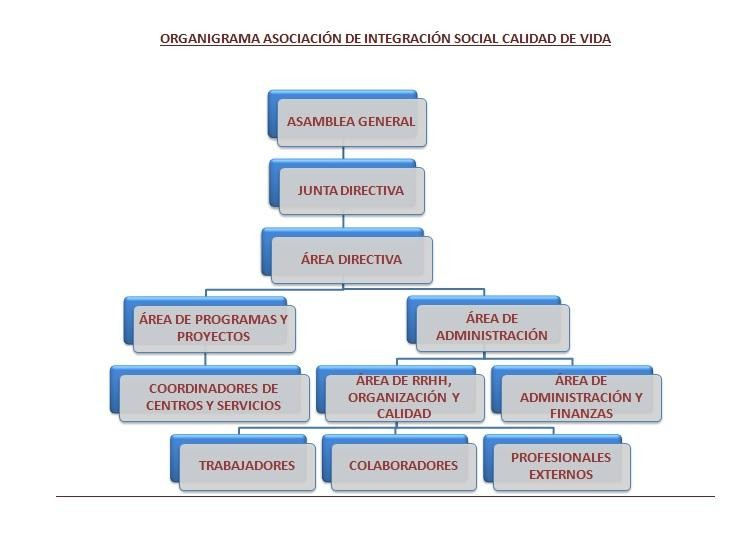 ORGANIGRAMA ASOCIACIÓN DE INTEGRACIÓN SOCIAL CALIDAD DE VIDA
ASAMBLEA GENERAL
JUNTA DIRECTIVA
ÁREA DIRECTIVA
ÁREA DE PROGRAMAS Y
PROYECTOS
ÁREA DE
ADMINISTRACIÓN
COORDINADORES DE
CENTROS Y SERVICIOS
ÁREA DE RRHH,
ORGANIZACIÓN Y
CALIDAD
ÁREA DE
ADMINISTRACIÓN Y
FINANZAS
TRABAJADORES
COLABORADORES
PROFESIONALES
EXTERNOS